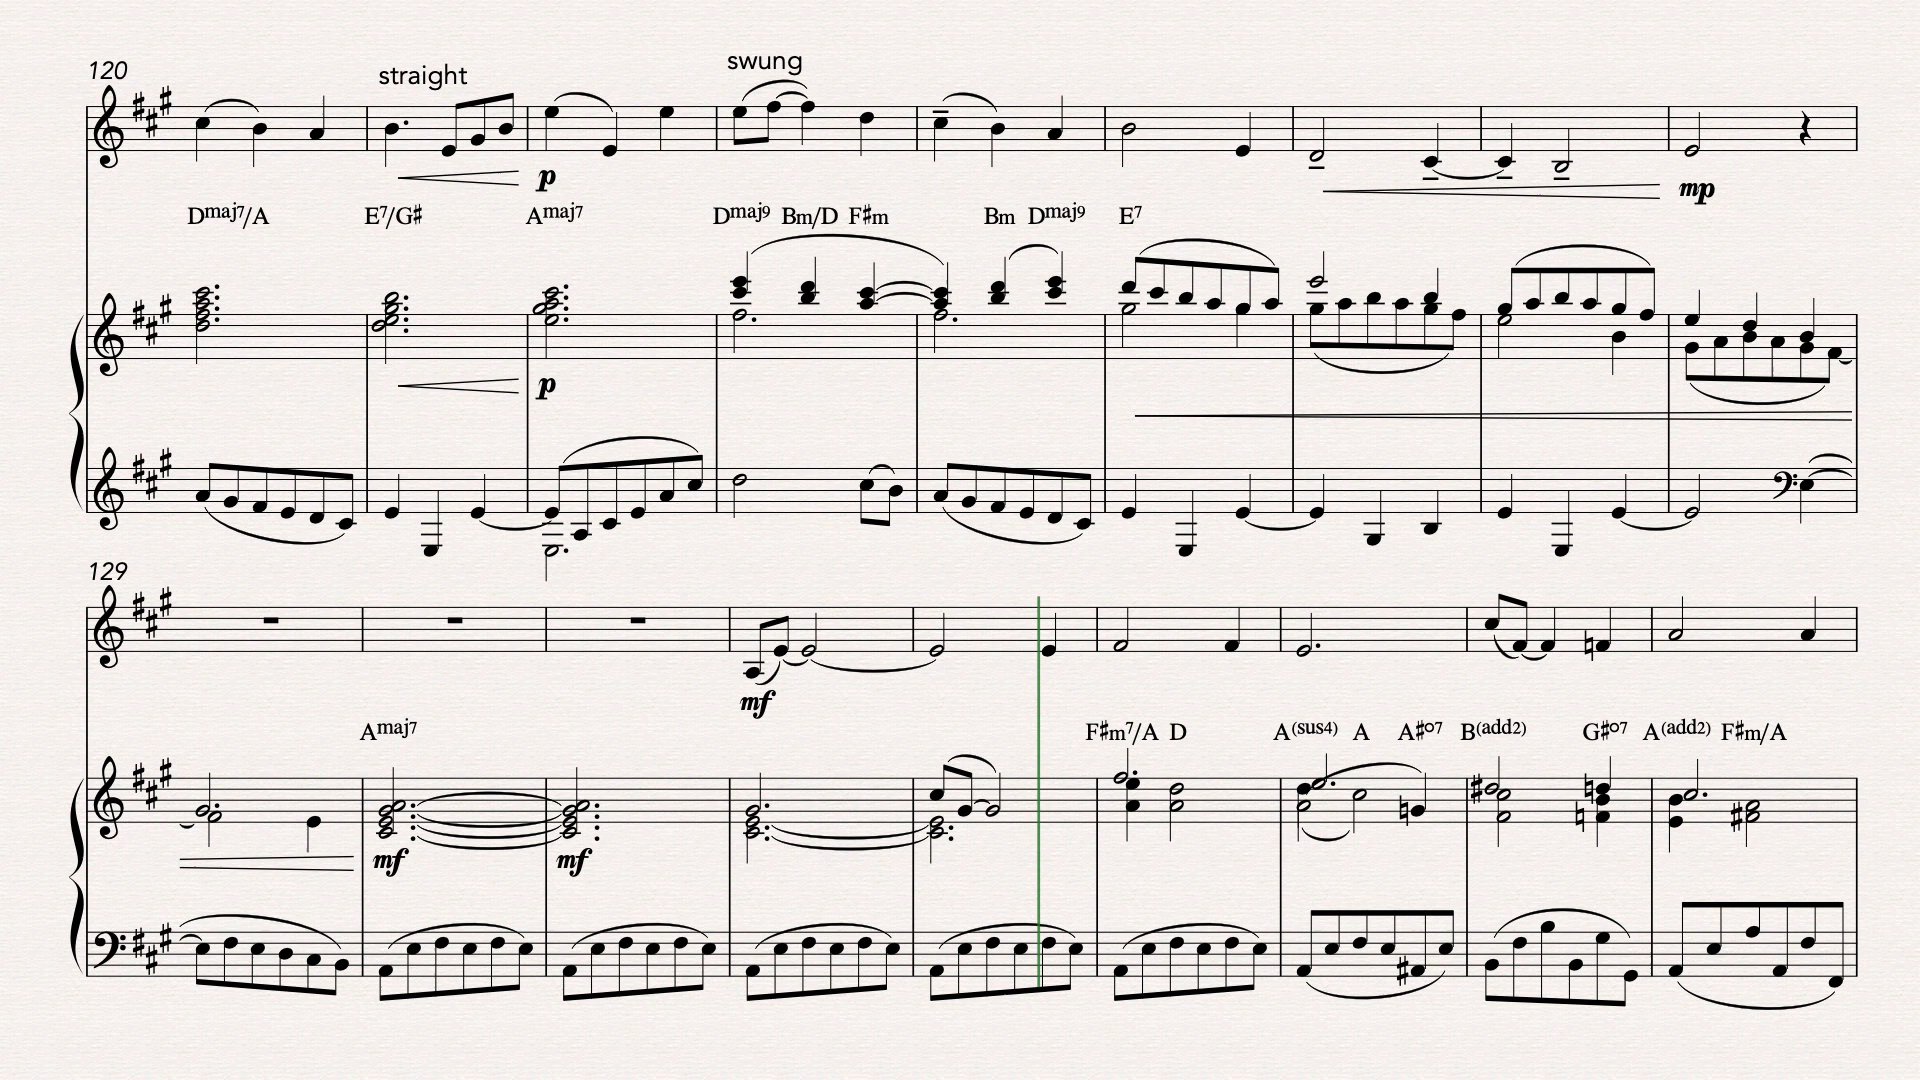 120
straight
swung
p
mp
Dmaj7/A E7/G♯ Amaj7 Dmaj9 Bm/D F♯m Bm Dmaj9 E7
p
129
mf
Amaj7 F♯m7/A D A(sus4) A A♯o7 B(add2) G♯o7 A(add2) F♯m/A
mf mf